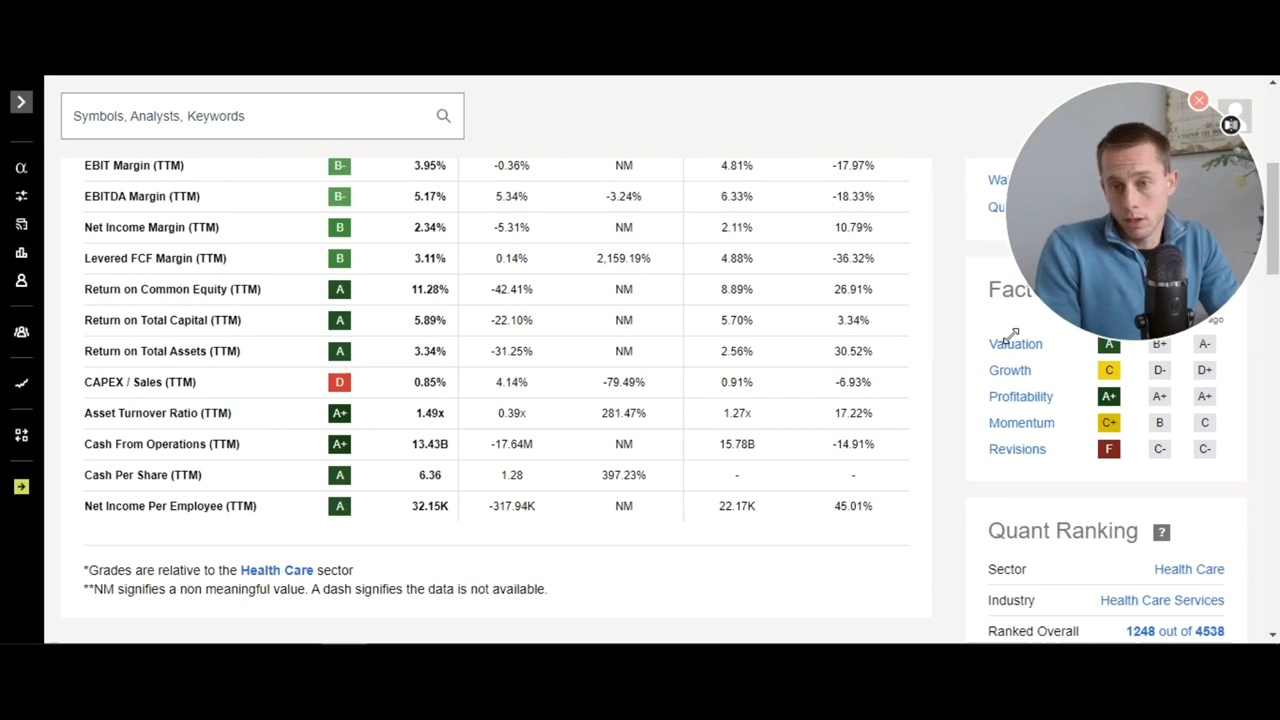 Symbols, Analysts, Keywords
EBIT Margin (TTM) B- 3.95% -0.36% NM 4.81% -17.97%
EBITDA Margin (TTM) B- 5.17% 5.34% -3.24% 6.33% -18.33%
Net Income Margin (TTM) B 2.34% -5.31% NM 2.11% 10.79%
Levered FCF Margin (TTM) B 3.11% 0.14% 2,159.19% 4.88% -36.32%
Return on Common Equity (TTM) A 11.28% -42.41% NM 8.89% 26.91%
Return on Total Capital (TTM) A 5.89% -22.10% NM 5.70% 3.34%
Return on Total Assets (TTM) A 3.34% -31.25% NM 2.56% 30.52%
CAPEX / Sales (TTM) D 0.85% 4.14% -79.49% 0.91% -6.93%
Asset Turnover Ratio (TTM) A+ 1.49x 0.39x 281.47% 1.27x 17.22%
Cash From Operations (TTM) A+ 13.43B -17.64M NM 15.78B -14.91%
Cash Per Share (TTM) A 6.36 1.28 397.23% - -
Net Income Per Employee (TTM) A 32.15K -317.94K NM 22.17K 45.01%
*Grades are relative to the Health Care sector
**NM signifies a non meaningful value. A dash signifies the data is not available.
Wa
Qu
Fact
ago
Valuation A B+ A-
Growth C D- D+
Profitability A+ A+ A+
Momentum C+ B C
Revisions F C- C-
Quant Ranking ?
Sector Health Care
Industry Health Care Services
Ranked Overall 1248 out of 4538